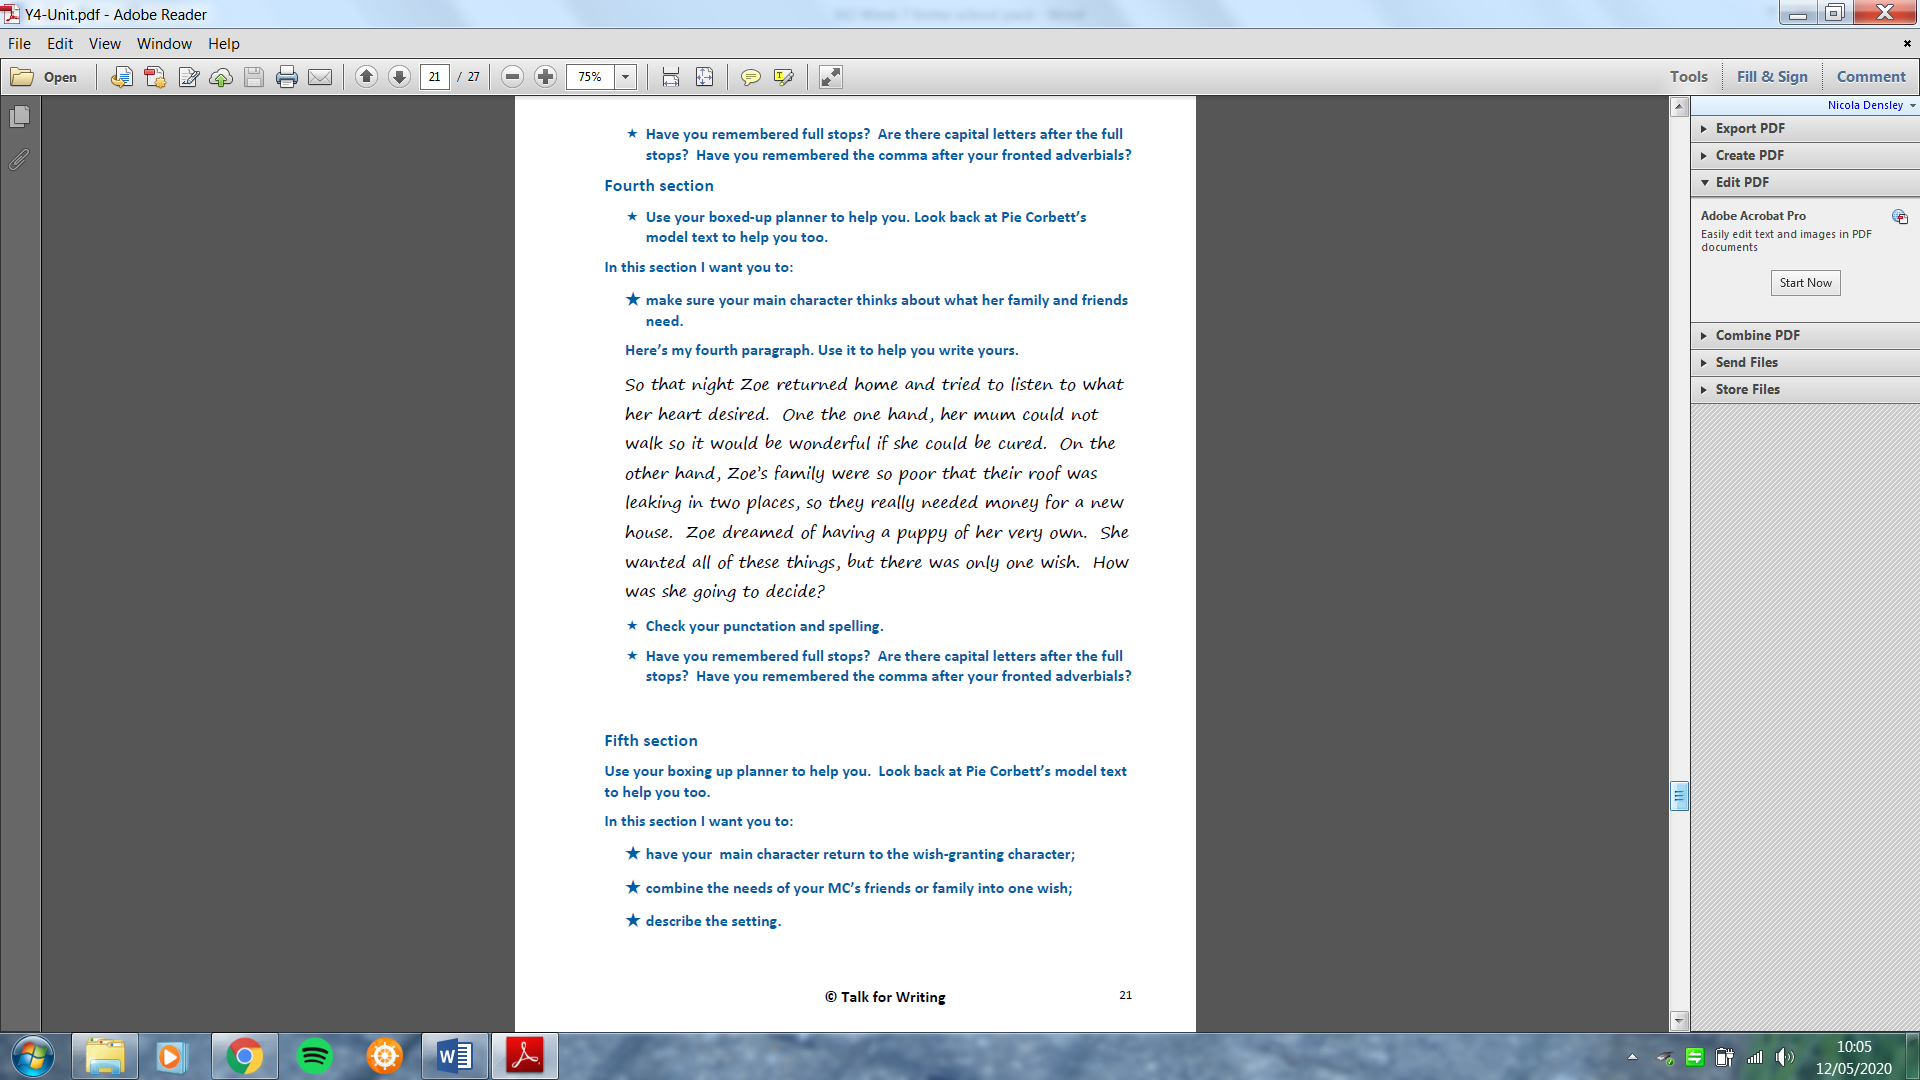 Y4-Unit.pdf - Adobe Reader
File Edit View Window Help
Open 21 / 27 75% Tools Fill & Sign Comment
Nicola Densley
Export PDF
Create PDF
Edit PDF
Adobe Acrobat Pro
Easily edit text and images in PDF
documents
Start Now
Combine PDF
Send Files
Store Files
★ Have you remembered full stops? Are there capital letters after the full
stops? Have you remembered the comma after your fronted adverbials?
Fourth section
★ Use your boxed-up planner to help you. Look back at Pie Corbett's
model text to help you too.
In this section I want you to:
★ make sure your main character thinks about what her family and friends
need.
Here's my fourth paragraph. Use it to help you write yours.
So that night Zoe returned home and tried to listen to what
her heart desired. One the one hand, her mum could not
walk so it would be wonderful if she could be cured. On the
other hand, Zoe's family were so poor that their roof was
leaking in two places, so they really needed money for a new
house. Zoe dreamed of having a puppy of her very own. She
wanted all of these things, but there was only one wish. How
was she going to decide?
★ Check your punctation and spelling.
★ Have you remembered full stops? Are there capital letters after the full
stops? Have you remembered the comma after your fronted adverbials?
Fifth section
Use your boxing up planner to help you. Look back at Pie Corbett's model text
to help you too.
In this section I want you to:
★ have your main character return to the wish-granting character;
★ combine the needs of your MC's friends or family into one wish;
★ describe the setting.
© Talk for Writing 21
10:05
12/05/2020